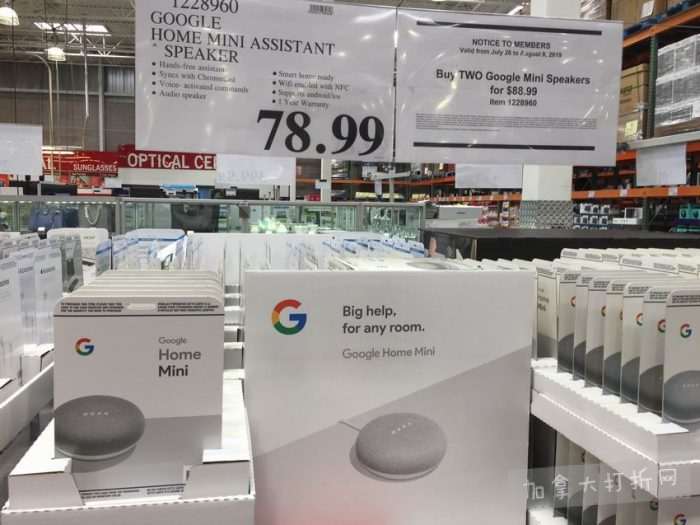 1228960
GOOGLE
HOME MINI ASSISTANT
SPEAKER
• Hands-free assistant
• Syncs with Chromecast
• Voice- activated commands
• Audio speaker
• Smart home ready
• Wifi enabled with NFC
• Supports android/ios
• 1 Year Warranty
78.99
NOTICE TO MEMBERS
Buy TWO Google Mini Speakers
for $88.99
Item 1228960
SUNGLASSES
OPTICAL CE
G
Google
Home
Mini
G
Big help,
for any room.
Google Home Mini
加拿大打折网